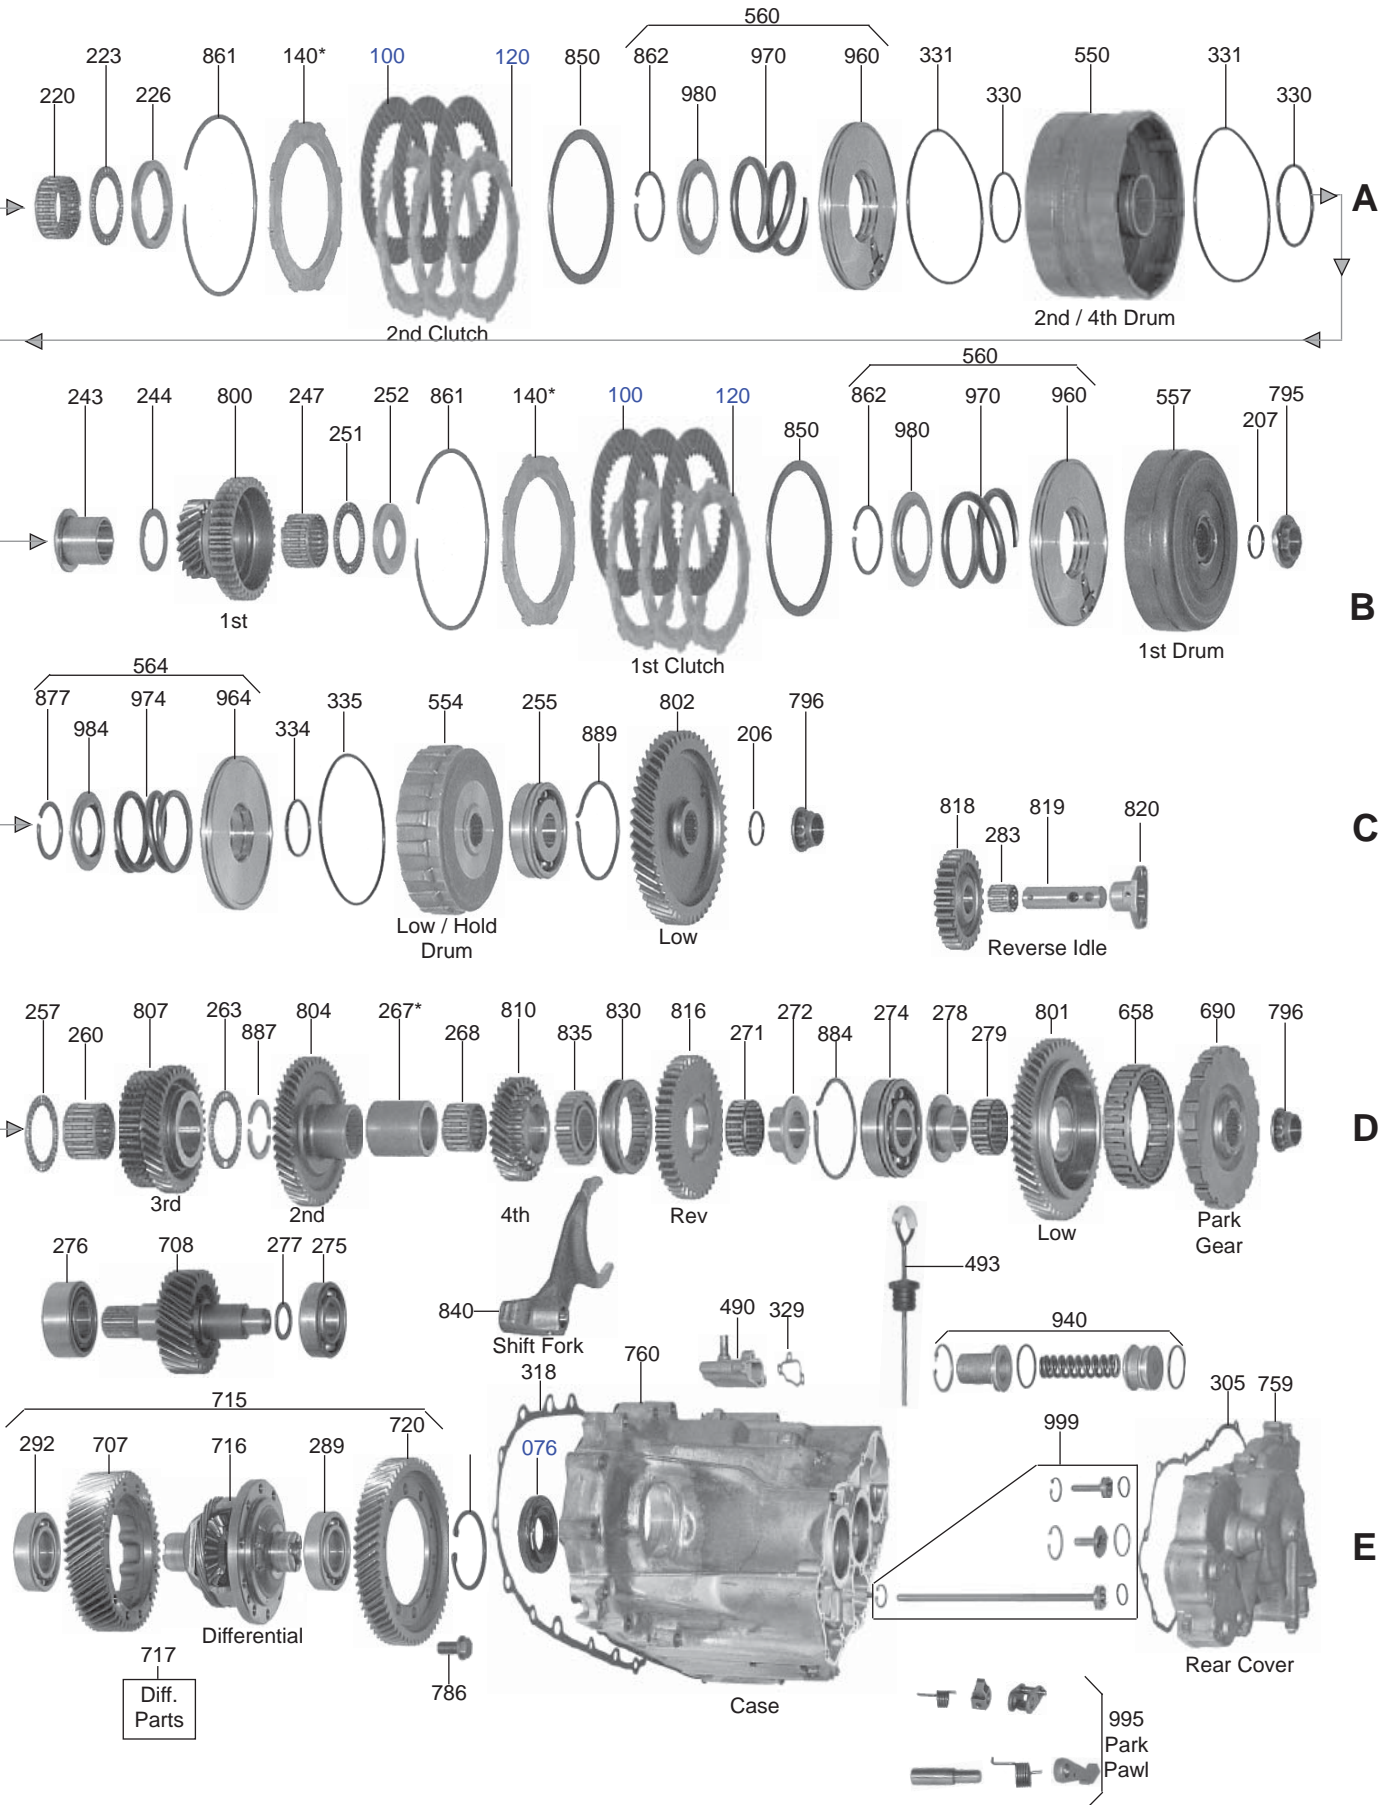 560
223 861 140* 100 120 850 862 970 960 331 550 331
220 226 980 330 330
A
2nd Clutch
2nd / 4th Drum
560
243 244 800 247 252 861 140* 100 120 862 970 960 557 795
251 850 980 207
1st
B
1st Clutch
1st Drum
564
877 974 964 335 554 255 802 796
984 334 889 206
818 819 820
283
C
Low / Hold
Drum
Low
Reverse Idle
257 807 263 804 267* 810 830 816 272 274 278 801 658 690 796
260 887 268 835 271 884 279
D
3rd
2nd
4th
Rev
Low
Park
Gear
276 708 277 275
493
840
Shift Fork
490 329
940
318 760
715
720
305 759
292 707 716 289
076
999
E
Differential
717
Diff.
Parts
786
Case
Rear Cover
995
Park
Pawl